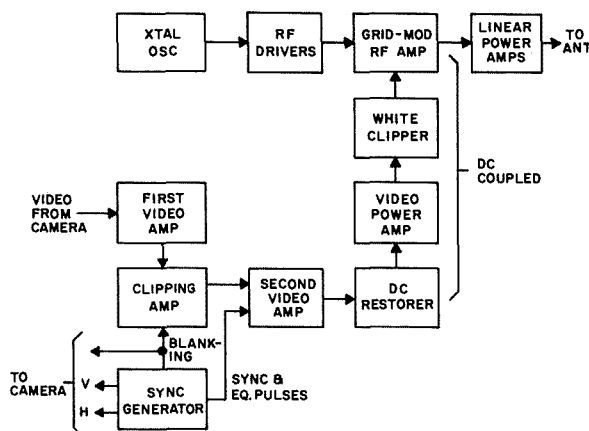 XTAL
OSC
RF
DRIVERS
GRID-MOD
RF AMP
LINEAR
POWER
AMPS
TO
ANT
WHITE
CLIPPER
DC
COUPLED
VIDEO
FROM
CAMERA
FIRST
VIDEO
AMP
VIDEO
POWER
AMP
CLIPPING
AMP
SECOND
VIDEO
AMP
DC
RESTORER
BLANK-
ING
TO
CAMERA
V
H
SYNC
GENERATOR
SYNC &
EQ. PULSES